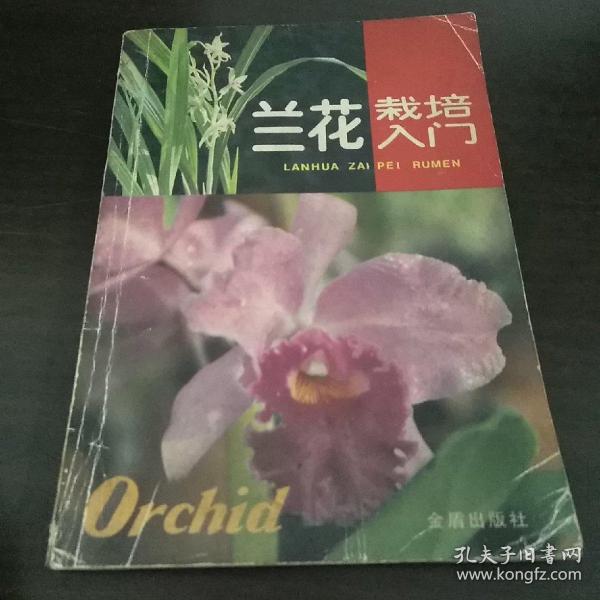 兰花 栽培
入门
LANHUA ZAI PEI RUMEN
Orchid
金盾出版社
孔夫子旧書网
www.kongfz.com